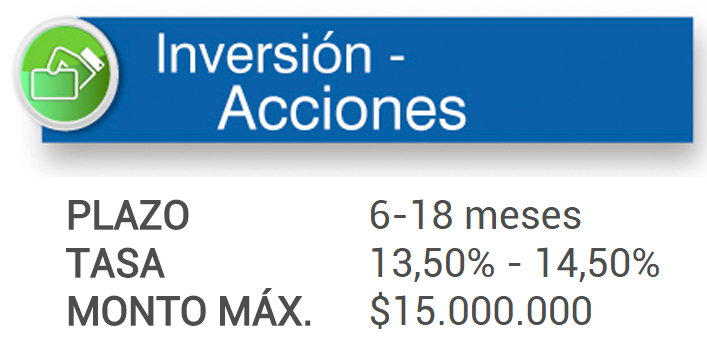 Inversión -
Acciones
PLAZO 6-18 meses
TASA 13,50% - 14,50%
MONTO MÁX. $15.000.000